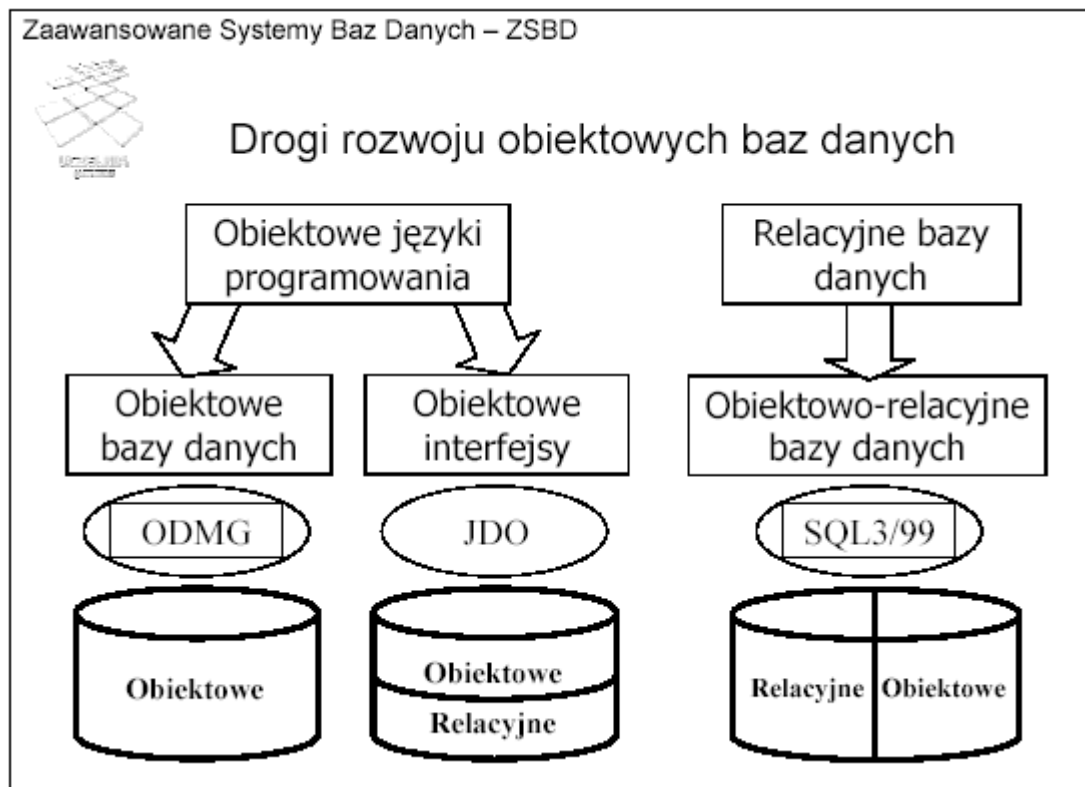 Zaawansowane Systemy Baz Danych – ZSBD
Drogi rozwoju obiektowych baz danych
Obiektowe języki
programowania
Relacyjne bazy
danych
Obiektowe
bazy danych
Obiektowe
interfejsy
Obiektowo-relacyjne
bazy danych
ODMG
JDO
SQL3/99
Obiektowe
Obiektowe
Relacyjne
Relacyjne
Obiektowe